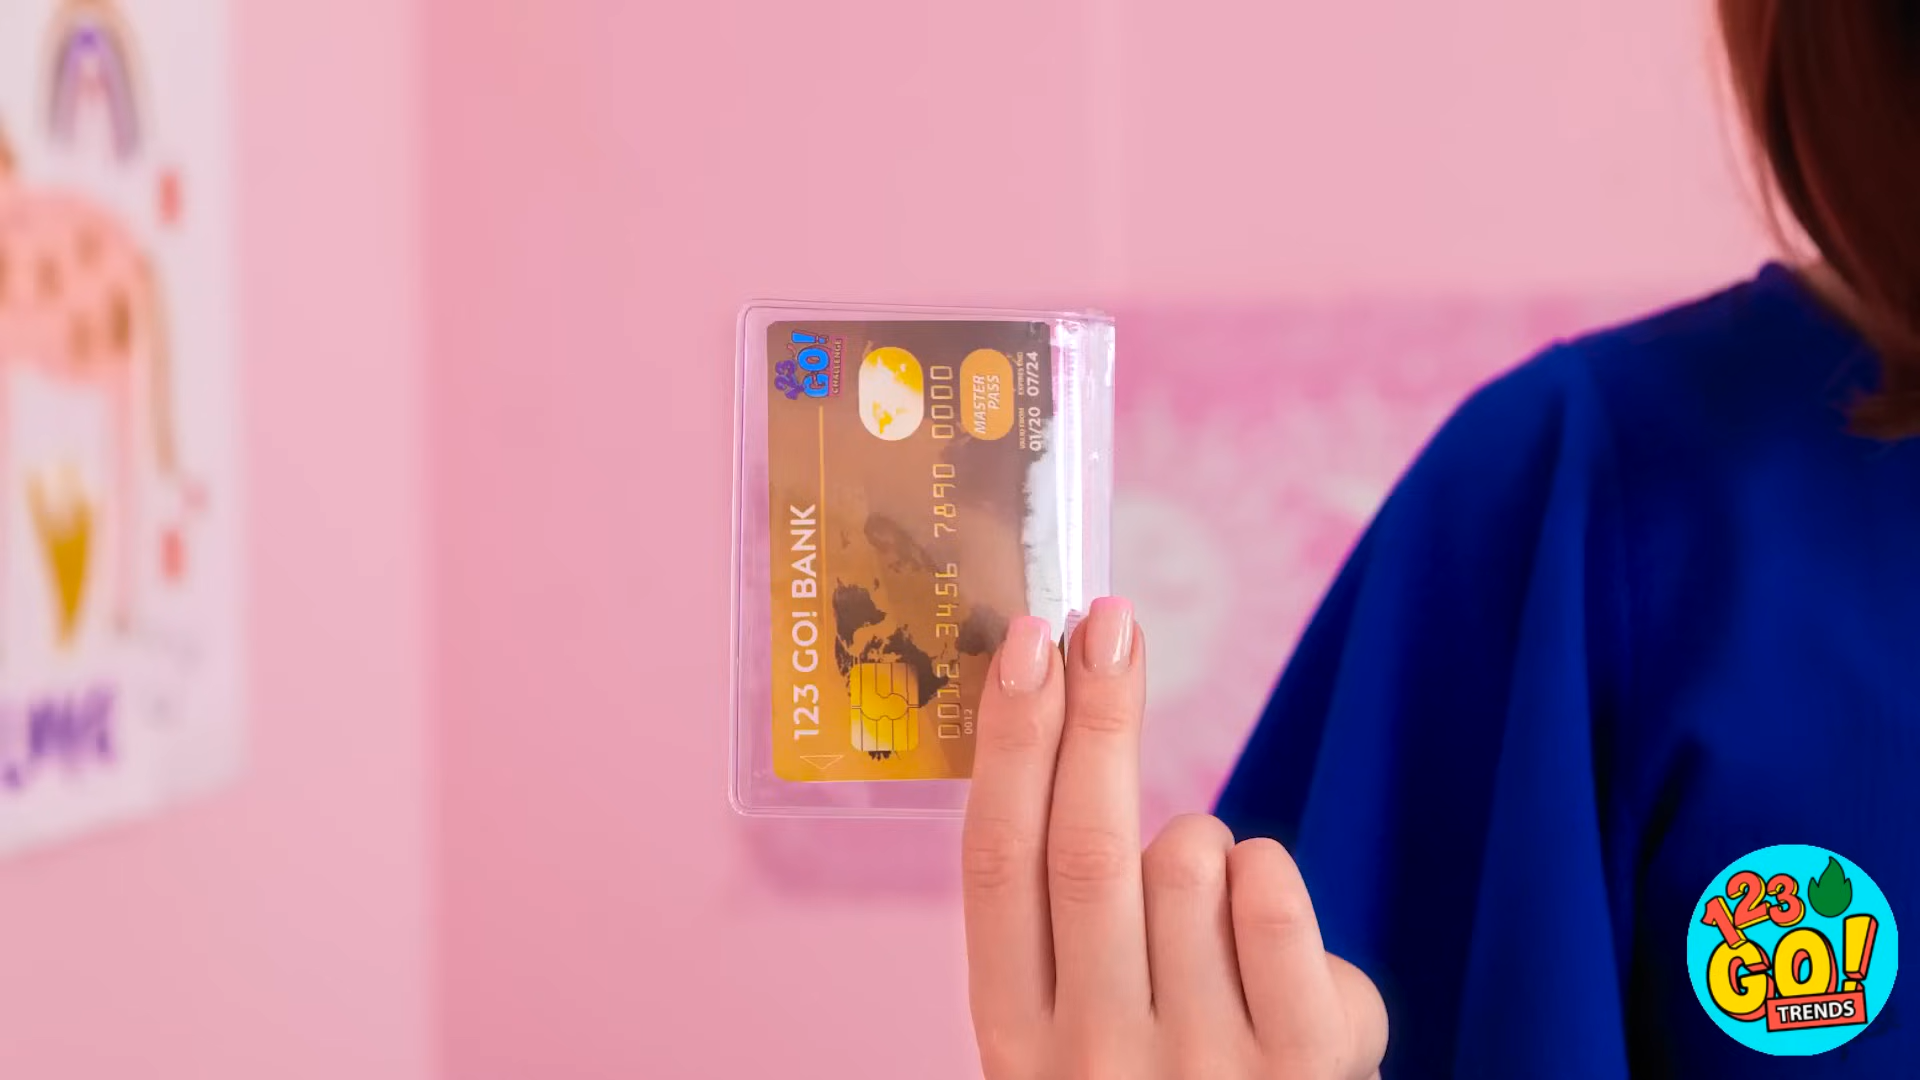 123
GO!
CHALLENGE
123 GO! BANK
0012 3456 7890 0000
0012
MASTER
PASS
VALID FROM
01/20
EXPIRES END
07/24
123
GO!
TRENDS